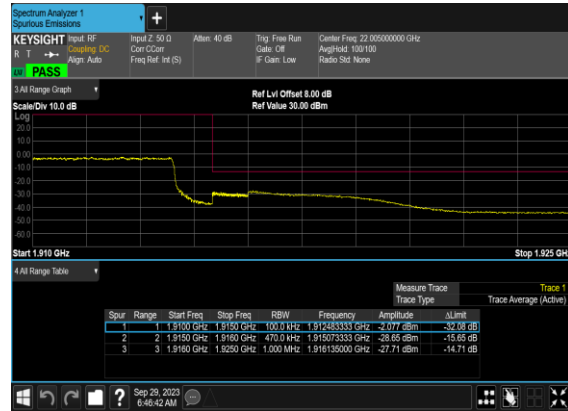 Spectrum Analyzer 1
Spurious Emissions
+
KEYSIGHT
R T
LW PASS
Input: RF
Coupling: DC
Align: Auto
Input Z: 50 Ω
Corr CCorr
Freq Ref: Int (S)
Atten: 40 dB
Trig: Free Run
Gate: Off
IF Gain: Low
Center Freq: 22.005000000 GHz
Avg|Hold: 100/100
Radio Std: None
3 All Range Graph
Scale/Div 10.0 dB
Ref Lvl Offset 8.00 dB
Ref Value 30.00 dBm
Log
20.0
10.0
0.00
-10.0
-20.0
-30.0
-40.0
-50.0
-60.0
Start 1.910 GHz
Stop 1.925 GHz
4 All Range Table
Measure Trace Trace 1
Trace Type Trace Average (Active)
Spur Range Start Freq Stop Freq RBW Frequency Amplitude ΔLimit
1 1 1.9100 GHz 1.9150 GHz 100.0 kHz 1.912483333 GHz -2.077 dBm -32.08 dB
2 2 1.9150 GHz 1.9160 GHz 470.0 kHz 1.915073333 GHz -28.65 dBm -15.65 dB
3 3 1.9160 GHz 1.9250 GHz 1.000 MHz 1.916135000 GHz -27.71 dBm -14.71 dB
?
Sep 29, 2023
6:46:42 AM